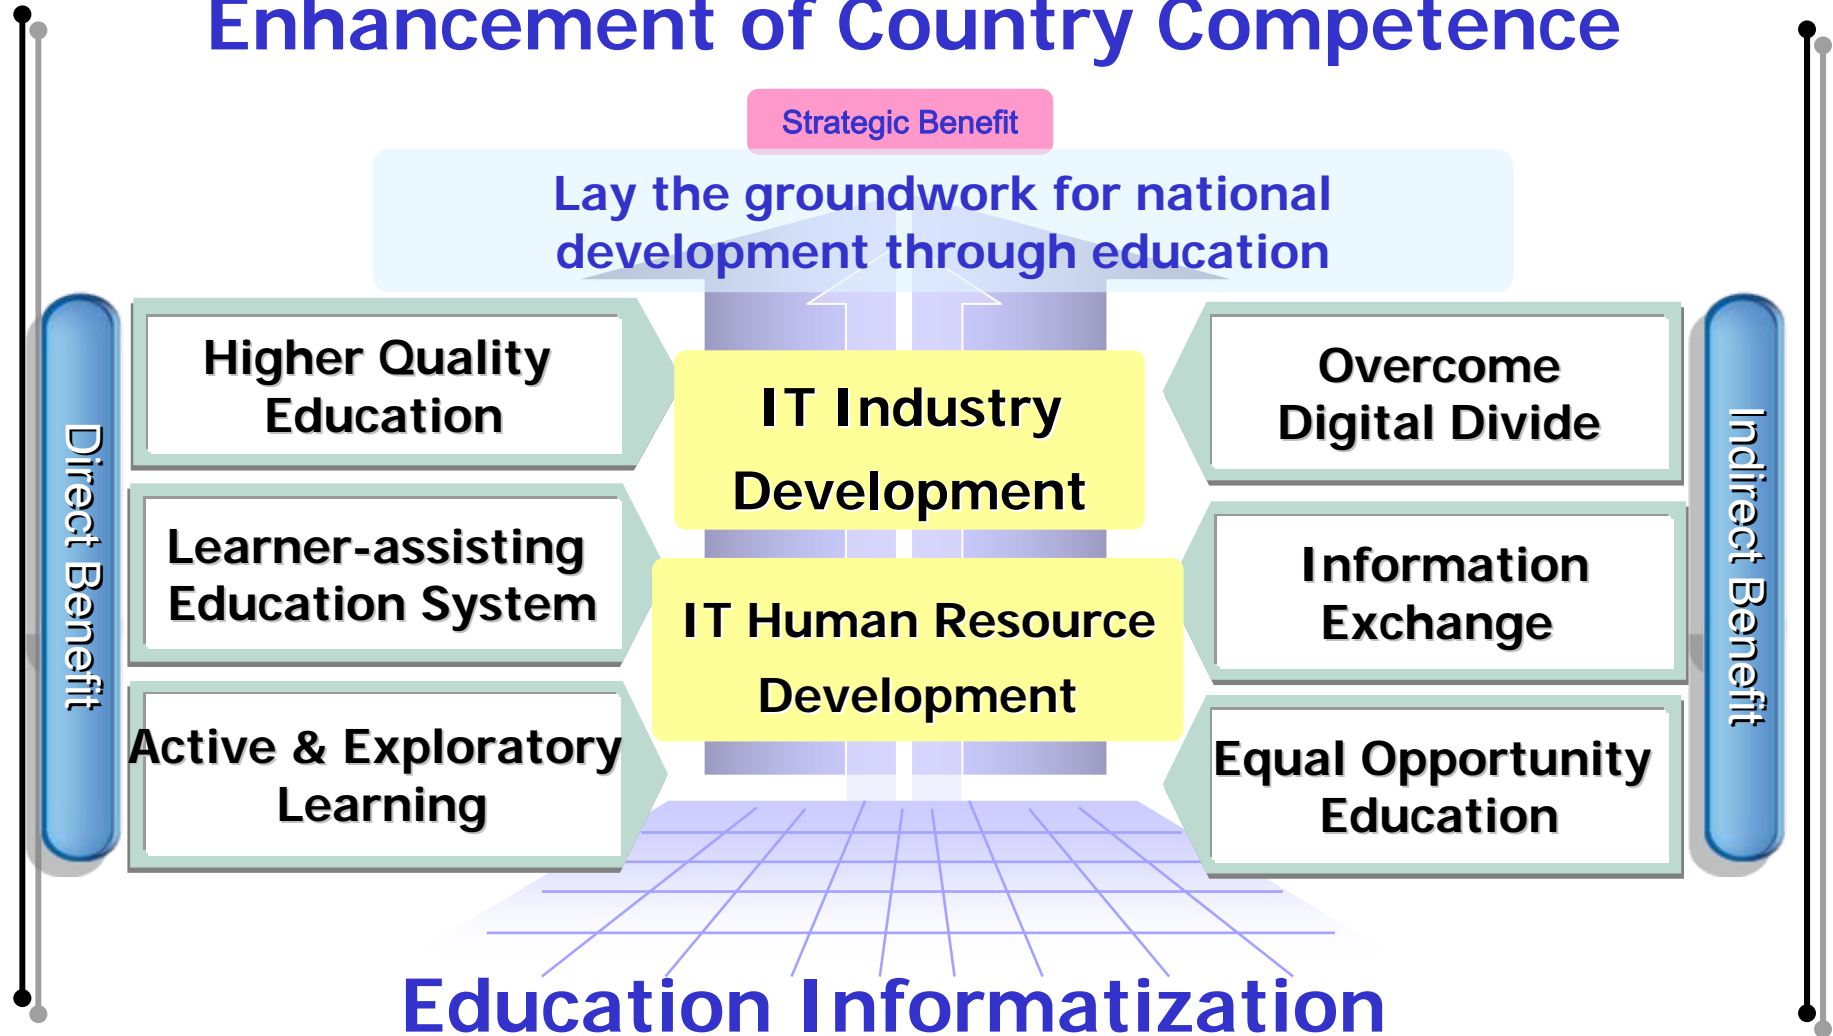 Enhancement of Country Competence
Strategic Benefit
Lay the groundwork for national
development through education
Direct Benefit
Higher Quality
Education
Learner-assisting
Education System
Active & Exploratory
Learning
IT Industry
Development
IT Human Resource
Development
Overcome
Digital Divide
Information
Exchange
Equal Opportunity
Education
Indirect Benefit
Education Informatization